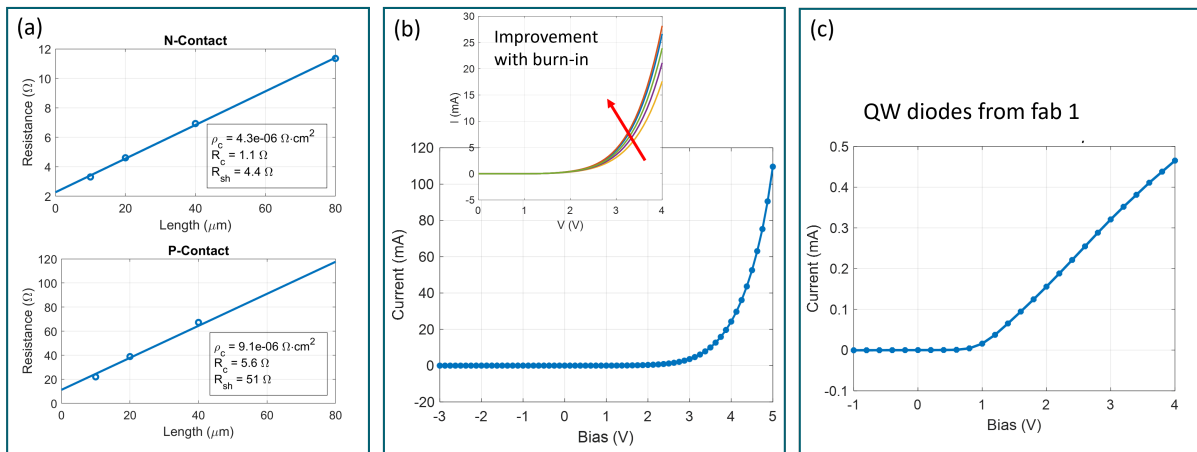 (a)
N-Contact
12
10
8
6
4
2
0
20
40
60
80
Resistance (Ω)
Length (μm)
ρc = 4.3e-06 Ω·cm²
Rc = 1.1 Ω
Rsh = 4.4 Ω
P-Contact
120
100
80
60
40
20
0
0
20
40
60
80
Resistance (Ω)
Length (μm)
ρc = 9.1e-06 Ω·cm²
Rc = 5.6 Ω
Rsh = 51 Ω
(b)
Improvement
with burn-in
30
25
20
15
10
5
0
-5
0
1
2
3
4
I (mA)
V (V)
120
100
80
60
40
20
0
-20
-3
-2
-1
0
1
2
3
4
5
Current (mA)
Bias (V)
(c)
QW diodes from fab 1
0.5
0.4
0.3
0.2
0.1
0
-0.1
-1
0
1
2
3
4
Current (mA)
Bias (V)